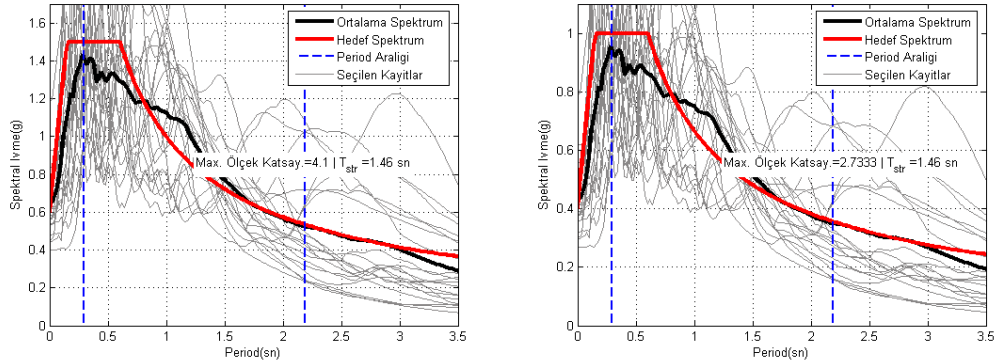 1.6
1.4
1.2
1
0.8
0.6
0.4
0.2
0
Spektral Ivme(g)
Ortalama Spektrum
Hedef Spektrum
Period Araligi
Seçilen Kayitlar
Max. Ölçek Katsay.=4.1 | Tstr =1.46 sn
0 0.5 1 1.5 2 2.5 3 3.5
Period(sn)
1
0.8
0.6
0.4
0.2
0
Spektral Ivme(g)
Ortalama Spektrum
Hedef Spektrum
Period Araligi
Seçilen Kayitlar
Max. Ölçek Katsay.=2.7333 | Tstr =1.46 sn
0 0.5 1 1.5 2 2.5 3 3.5
Period(sn)